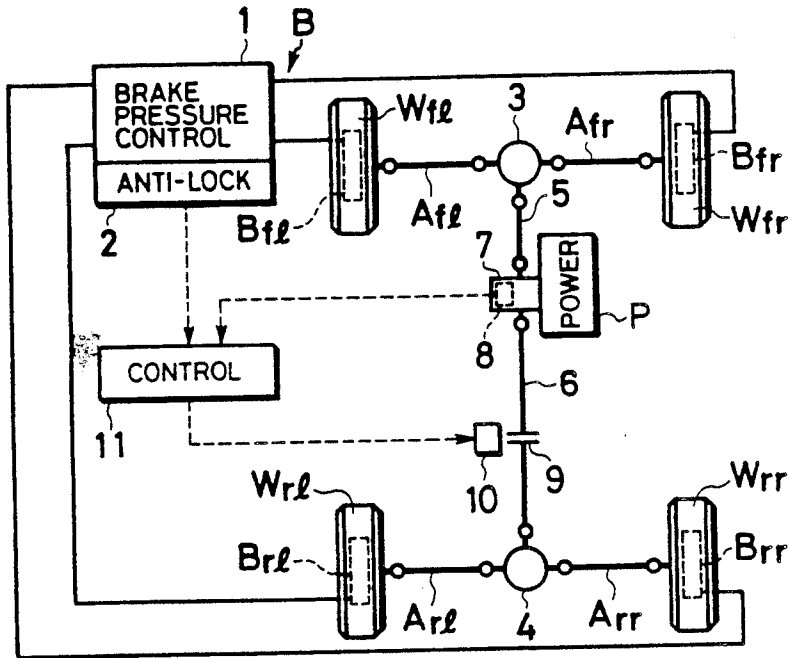 1
B
BRAKE
PRESSURE
CONTROL
ANTI-LOCK
2
Wfl
3
Afr
Bfr
Wfr
Bfl
Afl
5
7
8
POWER
P
CONTROL
11
6
10
9
Wrl
Wrr
Brl
Brr
Arl
4
Arr